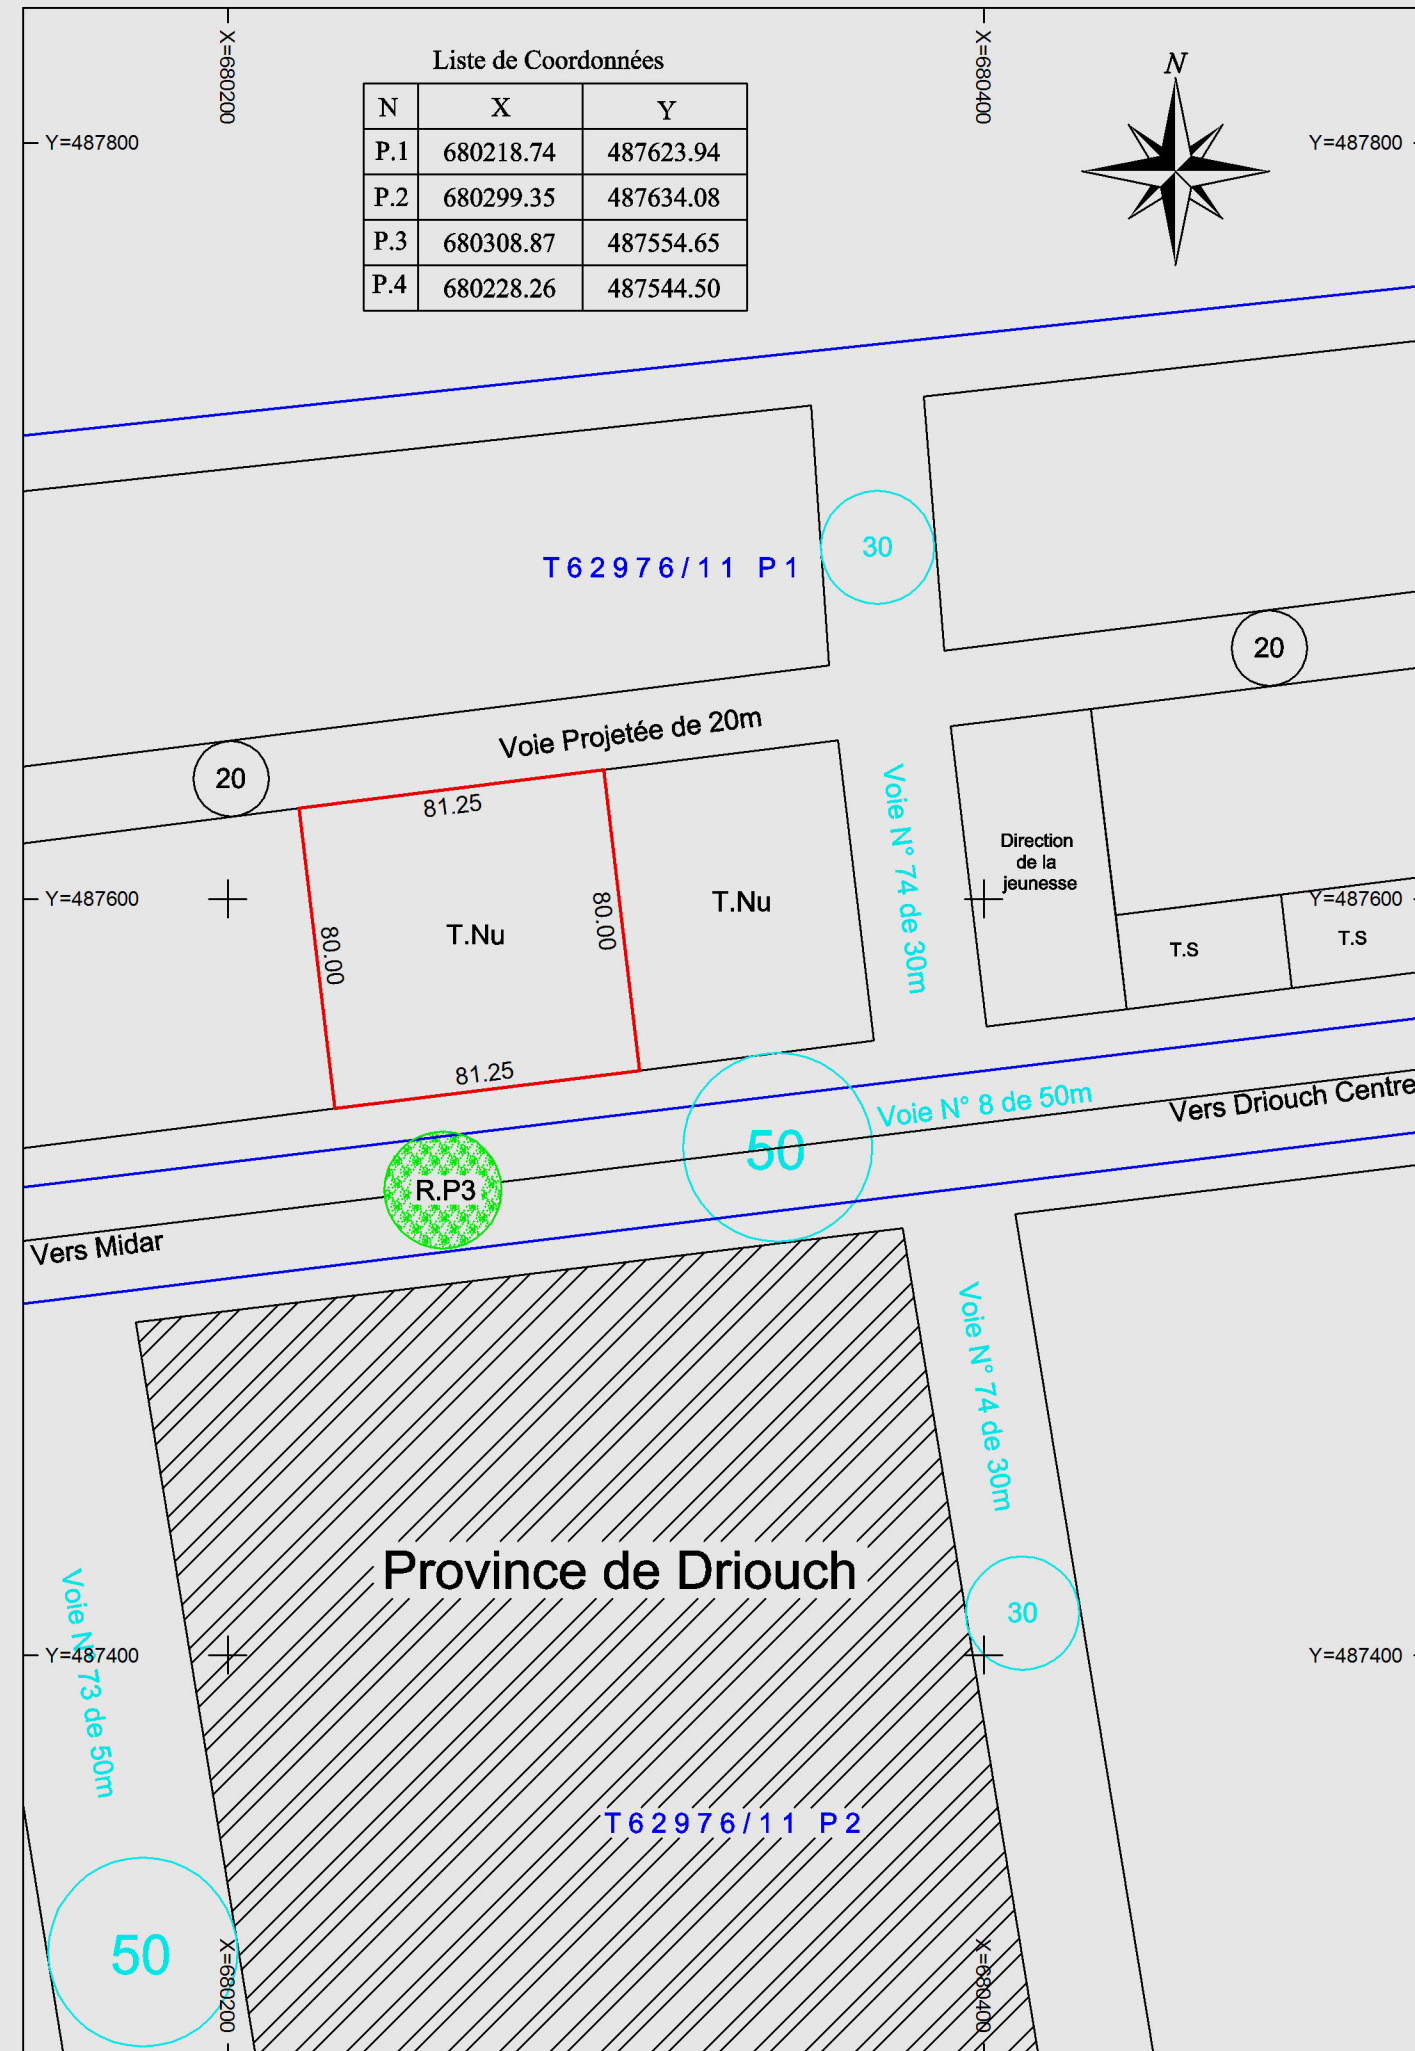 X=680200
X=680400
Liste de Coordonnées
N X Y
P.1 680218.74 487623.94
P.2 680299.35 487634.08
P.3 680308.87 487554.65
P.4 680228.26 487544.50
N
Y=487800
Y=487800
T62976/11 P1
30
20
Voie Projetée de 20m
20
81.25
Voie N° 74 de 30m
Direction
de la
jeunesse
Y=487600
Y=487600
80.00
T.Nu
80.00
T.Nu
T.S
T.S
81.25
Voie N° 8 de 50m
Vers Driouch Centre
50
R.P3
Vers Midar
Voie N° 74 de 30m
Province de Driouch
30
Voie N° 73 de 50m
Y=487400
Y=487400
T62976/11 P2
50
X=680200
X=680400